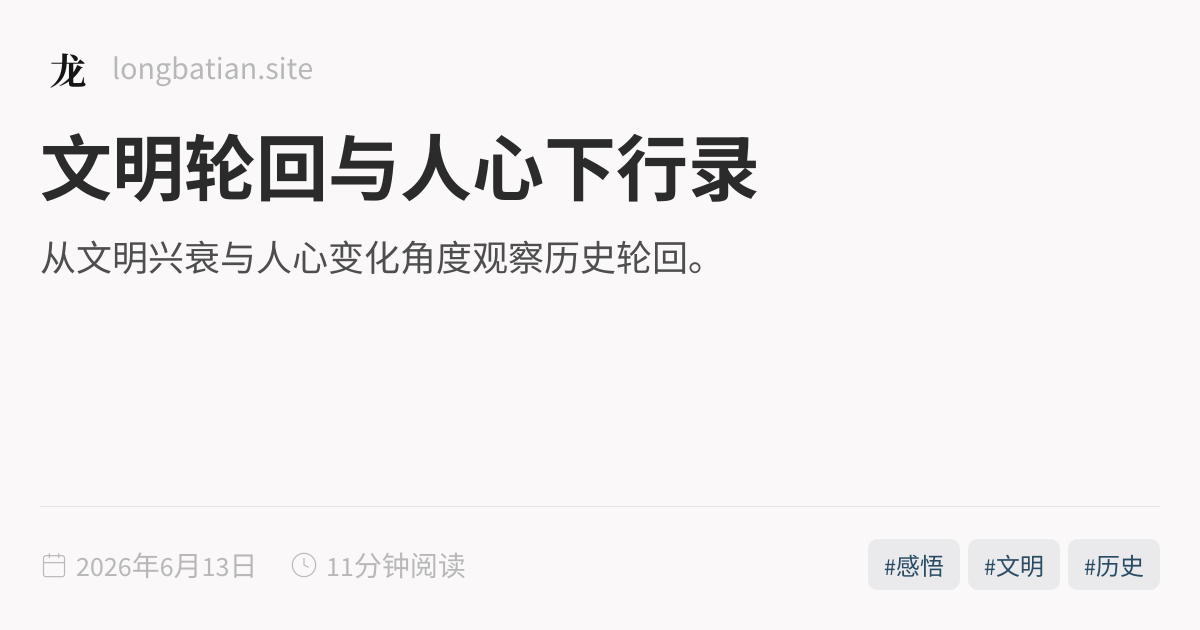 龙 longbatian.site
文明轮回与人心下行录
从文明兴衰与人心变化角度观察历史轮回。
2026年6月13日 11分钟阅读 #感悟 #文明 #历史